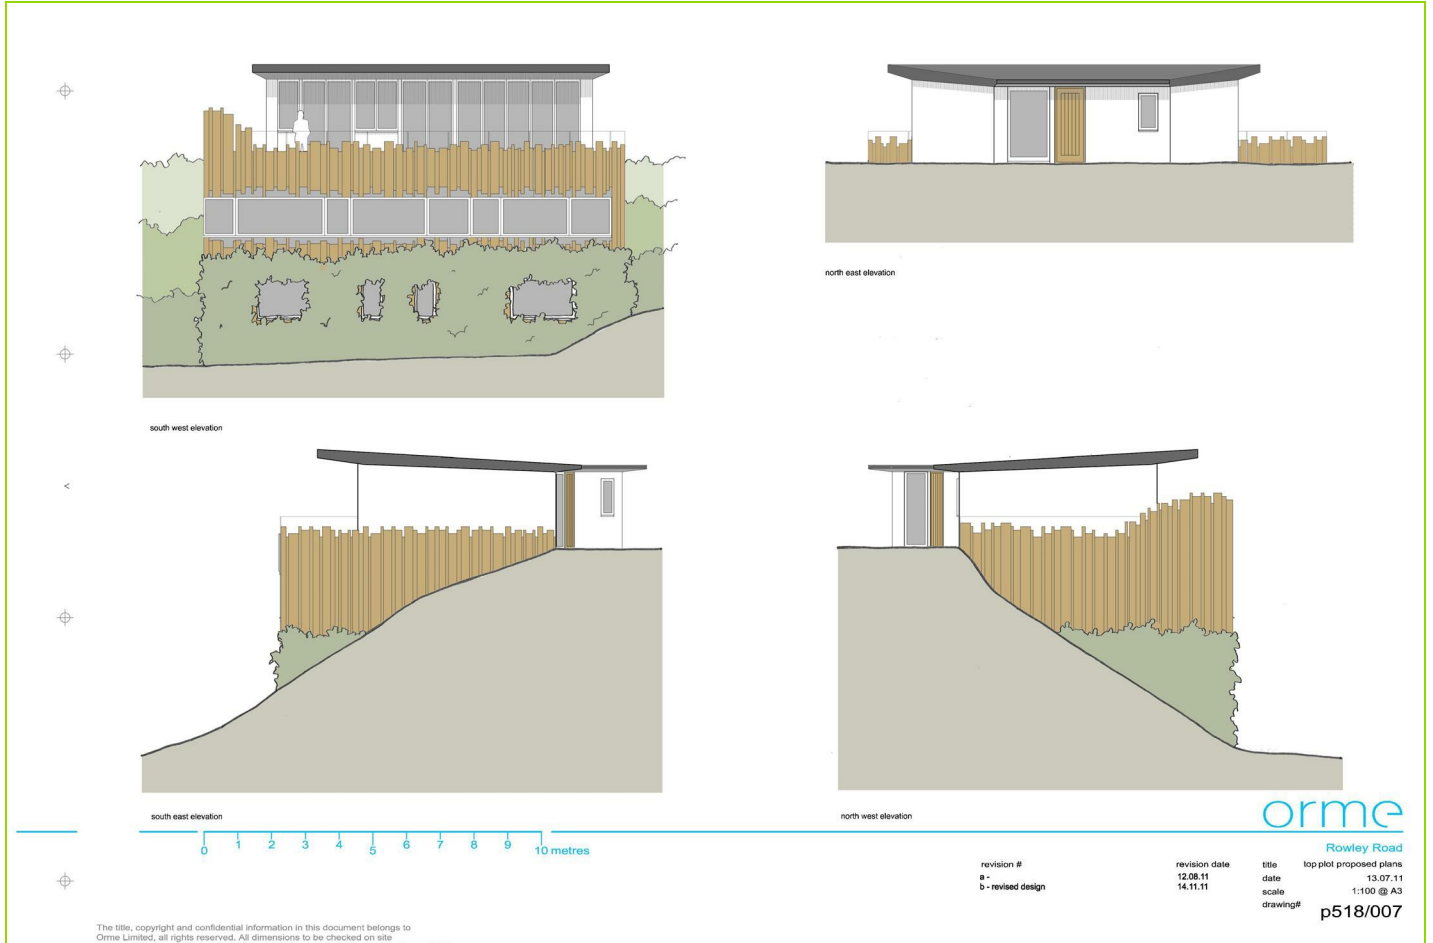 north east elevation
south west elevation
south east elevation
north west elevation
orme
0 1 2 3 4 5 6 7 8 9 10 metres
Rowley Road
revision # revision date title top plot proposed plans
a - 12.08.11 date 13.07.11
b - revised design 14.11.11 scale 1:100 @ A3
drawing# p518/007
The title, copyright and confidential information in this document belongs to
Orme Limited, all rights reserved. All dimensions to be checked on site